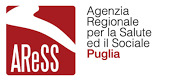 AReSS
Agenzia
Regionale
per la Salute
ed il Sociale
Puglia